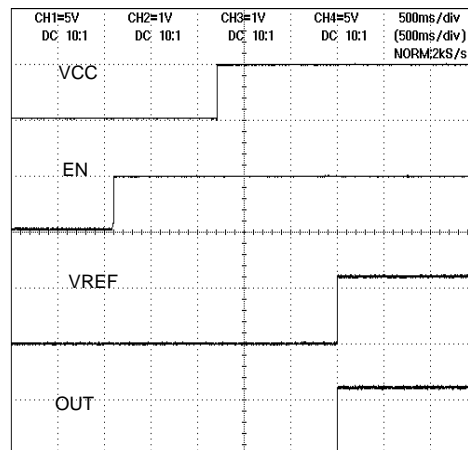 CH1=5V CH2=1V CH3=1V CH4=5V 500ms/div
DC 10:1 DC 10:1 DC 10:1 DC 10:1 (500ms/div)
NORM:2kS/s
VCC
EN
VREF
OUT